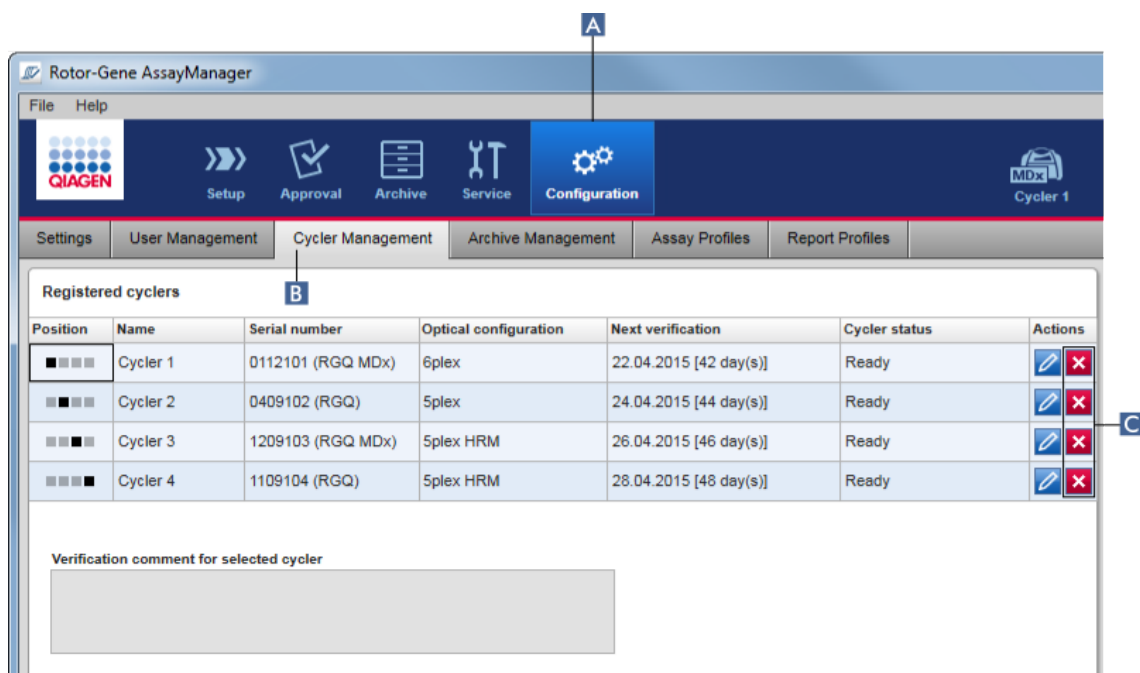 A
Rotor-Gene AssayManager
File Help
QIAGEN
Setup
Approval
Archive
Service
Configuration
MDx
Cycler 1
Settings User Management Cycler Management Archive Management Assay Profiles Report Profiles
B
Registered cyclers
Position Name Serial number Optical configuration Next verification Cycler status Actions
Cycler 1 0112101 (RGQ MDx) 6plex 22.04.2015 [42 day(s)] Ready
Cycler 2 0409102 (RGQ) 5plex 24.04.2015 [44 day(s)] Ready
C
Cycler 3 1209103 (RGQ MDx) 5plex HRM 26.04.2015 [46 day(s)] Ready
Cycler 4 1109104 (RGQ) 5plex HRM 28.04.2015 [48 day(s)] Ready
Verification comment for selected cycler